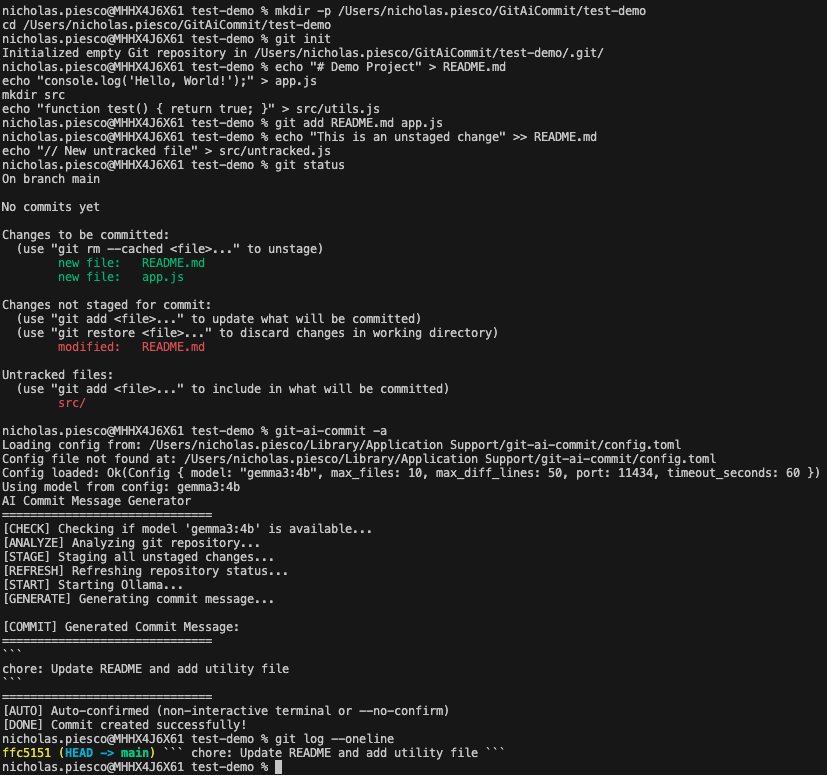 nicholas.piesco@MHHX4J6X61 test-demo % mkdir -p /Users/nicholas.piesco/GitAiCommit/test-demo
cd /Users/nicholas.piesco/GitAiCommit/test-demo
nicholas.piesco@MHHX4J6X61 test-demo % git init
Initialized empty Git repository in /Users/nicholas.piesco/GitAiCommit/test-demo/.git/
nicholas.piesco@MHHX4J6X61 test-demo % echo "# Demo Project" > README.md
echo "console.log('Hello, World!');" > app.js
mkdir src
echo "function test() { return true; }" > src/utils.js
nicholas.piesco@MHHX4J6X61 test-demo % git add README.md app.js
nicholas.piesco@MHHX4J6X61 test-demo % echo "This is an unstaged change" >> README.md
echo "// New untracked file" > src/untracked.js
nicholas.piesco@MHHX4J6X61 test-demo % git status
On branch main

No commits yet

Changes to be committed:
  (use "git rm --cached <file>..." to unstage)
        new file:   README.md
        new file:   app.js

Changes not staged for commit:
  (use "git add <file>..." to update what will be committed)
  (use "git restore <file>..." to discard changes in working directory)
        modified:   README.md

Untracked files:
  (use "git add <file>..." to include in what will be committed)
        src/

nicholas.piesco@MHHX4J6X61 test-demo % git-ai-commit -a
Loading config from: /Users/nicholas.piesco/Library/Application Support/git-ai-commit/config.toml
Config file not found at: /Users/nicholas.piesco/Library/Application Support/git-ai-commit/config.toml
Config loaded: Ok(Config { model: "gemma3:4b", max_files: 10, max_diff_lines: 50, port: 11434, timeout_seconds: 60 })
Using model from config: gemma3:4b
AI Commit Message Generator
==============================
[CHECK] Checking if model 'gemma3:4b' is available...
[ANALYZE] Analyzing git repository...
[STAGE] Staging all unstaged changes...
[REFRESH] Refreshing repository status...
[START] Starting Ollama...
[GENERATE] Generating commit message...

[COMMIT] Generated Commit Message:
==============================
```
chore: Update README and add utility file
```
==============================
[AUTO] Auto-confirmed (non-interactive terminal or --no-confirm)
[DONE] Commit created successfully!
nicholas.piesco@MHHX4J6X61 test-demo % git log --oneline
ffc5151 (HEAD -> main) ``` chore: Update README and add utility file ```
nicholas.piesco@MHHX4J6X61 test-demo %